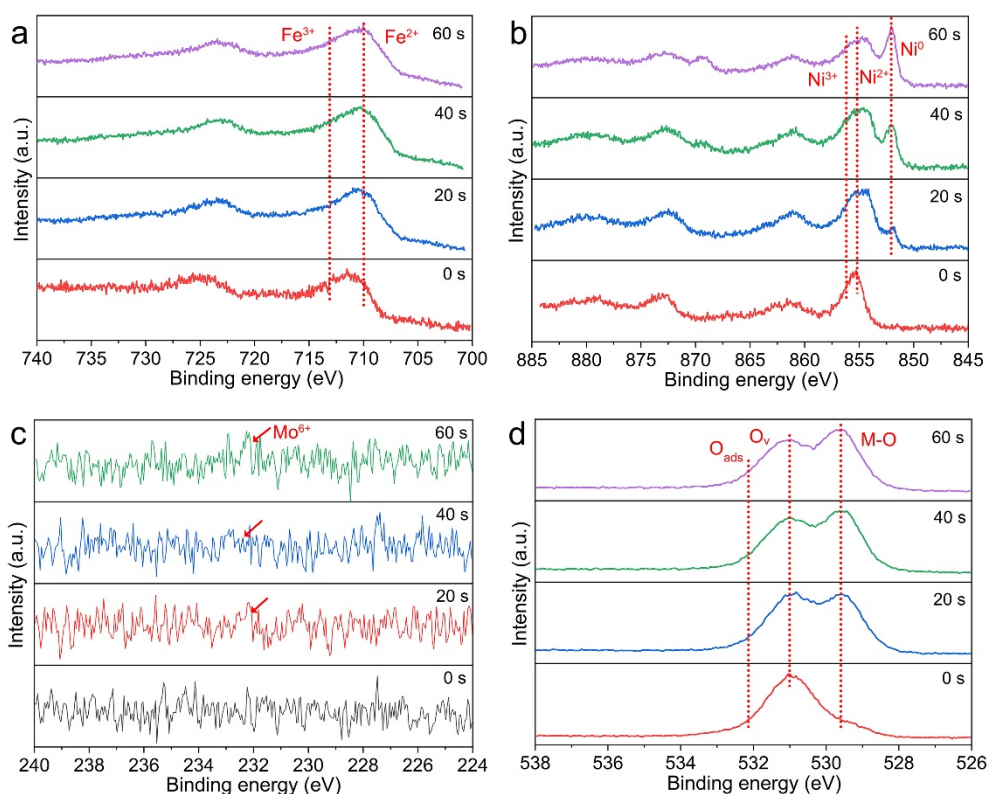 a
Fe³⁺
Fe²⁺
60 s
40 s
20 s
0 s
Intensity (a.u.)
740 735 730 725 720 715 710 705 700
Binding energy (eV)
b
Ni³⁺
Ni²⁺
Ni⁰
60 s
40 s
20 s
0 s
Intensity (a.u.)
885 880 875 870 865 860 855 850 845
Binding energy (eV)
c
Mo⁶⁺
60 s
40 s
20 s
0 s
Intensity (a.u.)
240 238 236 234 232 230 228 226 224
Binding energy (eV)
d
O_ads
O_v
M-O
60 s
40 s
20 s
0 s
Intensity (a.u.)
538 536 534 532 530 528 526
Binding energy (eV)